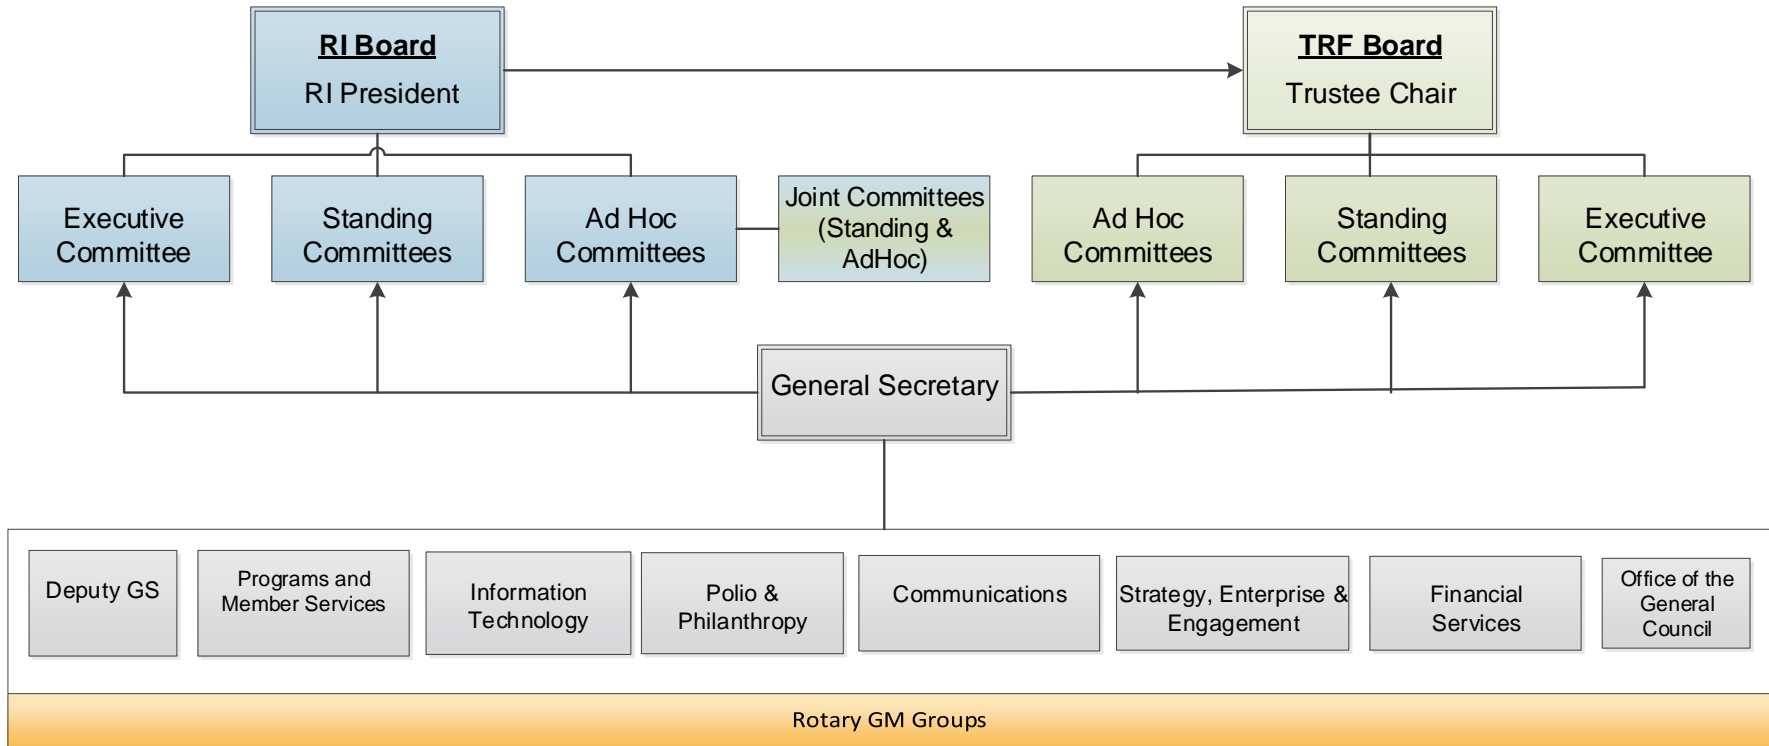 RI Board
RI President
TRF Board
Trustee Chair
Executive
Committee
Standing
Committees
Ad Hoc
Committees
Joint Committees
(Standing &
AdHoc)
Ad Hoc
Committees
Standing
Committees
Executive
Committee
General Secretary
Deputy GS
Programs and
Member Services
Information
Technology
Polio &
Philanthropy
Communications
Strategy, Enterprise &
Engagement
Financial
Services
Office of the
General
Council
Rotary GM Groups